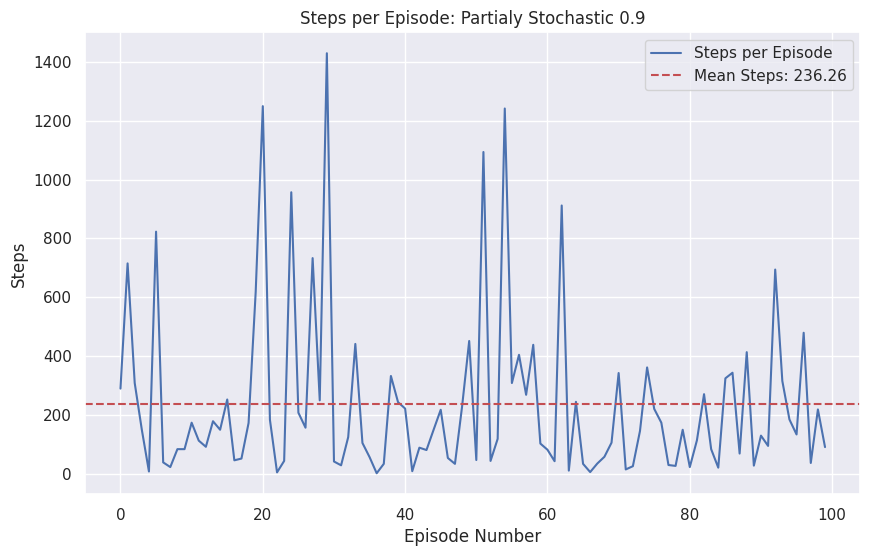 Steps per Episode: Partialy Stochastic 0.9
Steps per Episode
Mean Steps: 236.26
1400
1200
1000
800
600
400
200
0
Steps
0
20
40
60
80
100
Episode Number